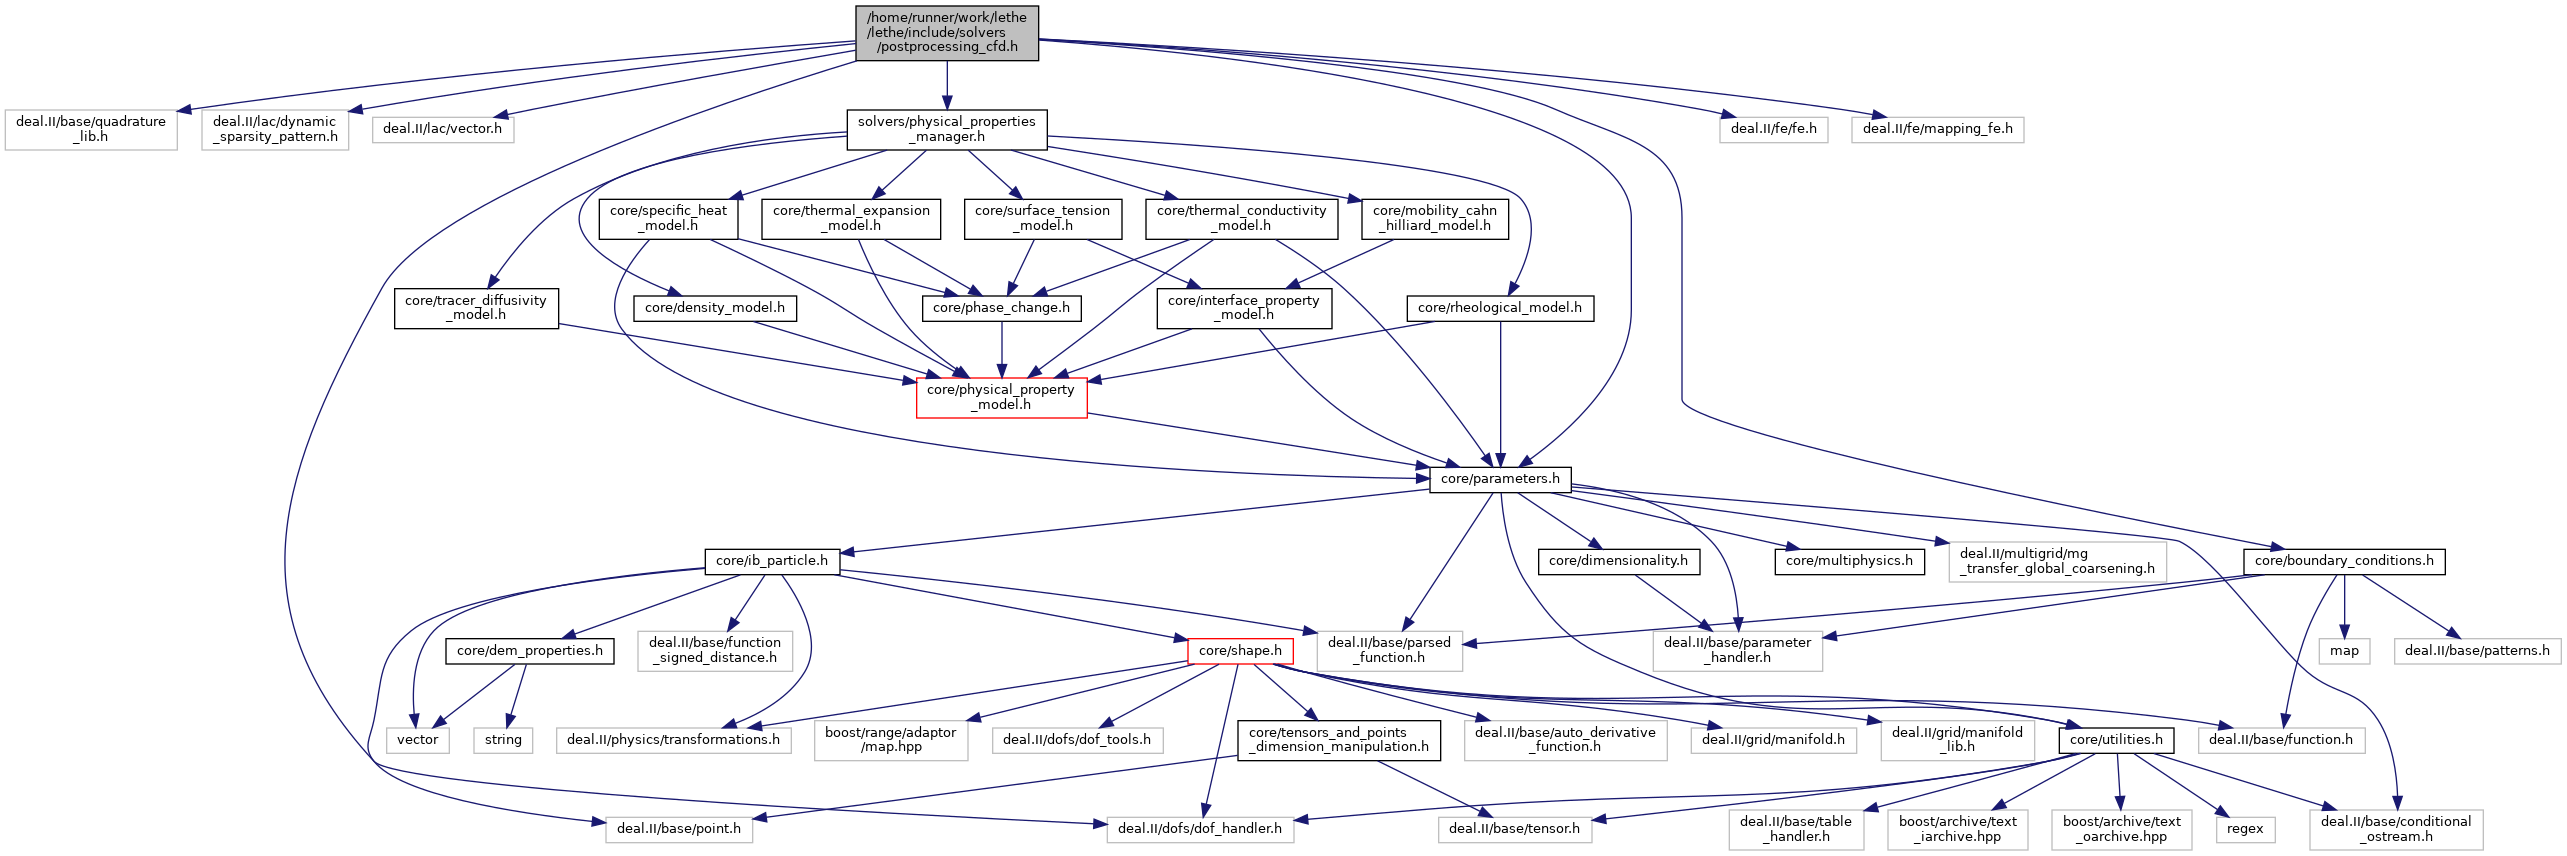 /home/runner/work/lethe
/lethe/include/solvers
/postprocessing_cfd.h
deal.II/base/quadrature
_lib.h
deal.II/lac/dynamic
_sparsity_pattern.h
deal.II/lac/vector.h
solvers/physical_properties
_manager.h
deal.II/fe/fe.h
deal.II/fe/mapping_fe.h
core/specific_heat
_model.h
core/thermal_expansion
_model.h
core/surface_tension
_model.h
core/thermal_conductivity
_model.h
core/mobility_cahn
_hilliard_model.h
core/tracer_diffusivity
_model.h
core/density_model.h
core/phase_change.h
core/interface_property
_model.h
core/rheological_model.h
core/physical_property
_model.h
core/parameters.h
core/ib_particle.h
core/dimensionality.h
core/multiphysics.h
deal.II/multigrid/mg
_transfer_global_coarsening.h
core/boundary_conditions.h
core/dem_properties.h
deal.II/base/function
_signed_distance.h
core/shape.h
deal.II/base/parsed
_function.h
deal.II/base/parameter
_handler.h
map
deal.II/base/patterns.h
vector
string
deal.II/physics/transformations.h
boost/range/adaptor
/map.hpp
deal.II/dofs/dof_tools.h
core/tensors_and_points
_dimension_manipulation.h
deal.II/base/auto_derivative
_function.h
deal.II/grid/manifold.h
deal.II/grid/manifold
_lib.h
core/utilities.h
deal.II/base/function.h
deal.II/base/point.h
deal.II/dofs/dof_handler.h
deal.II/base/tensor.h
deal.II/base/table
_handler.h
boost/archive/text
_iarchive.hpp
boost/archive/text
_oarchive.hpp
regex
deal.II/base/conditional
_ostream.h